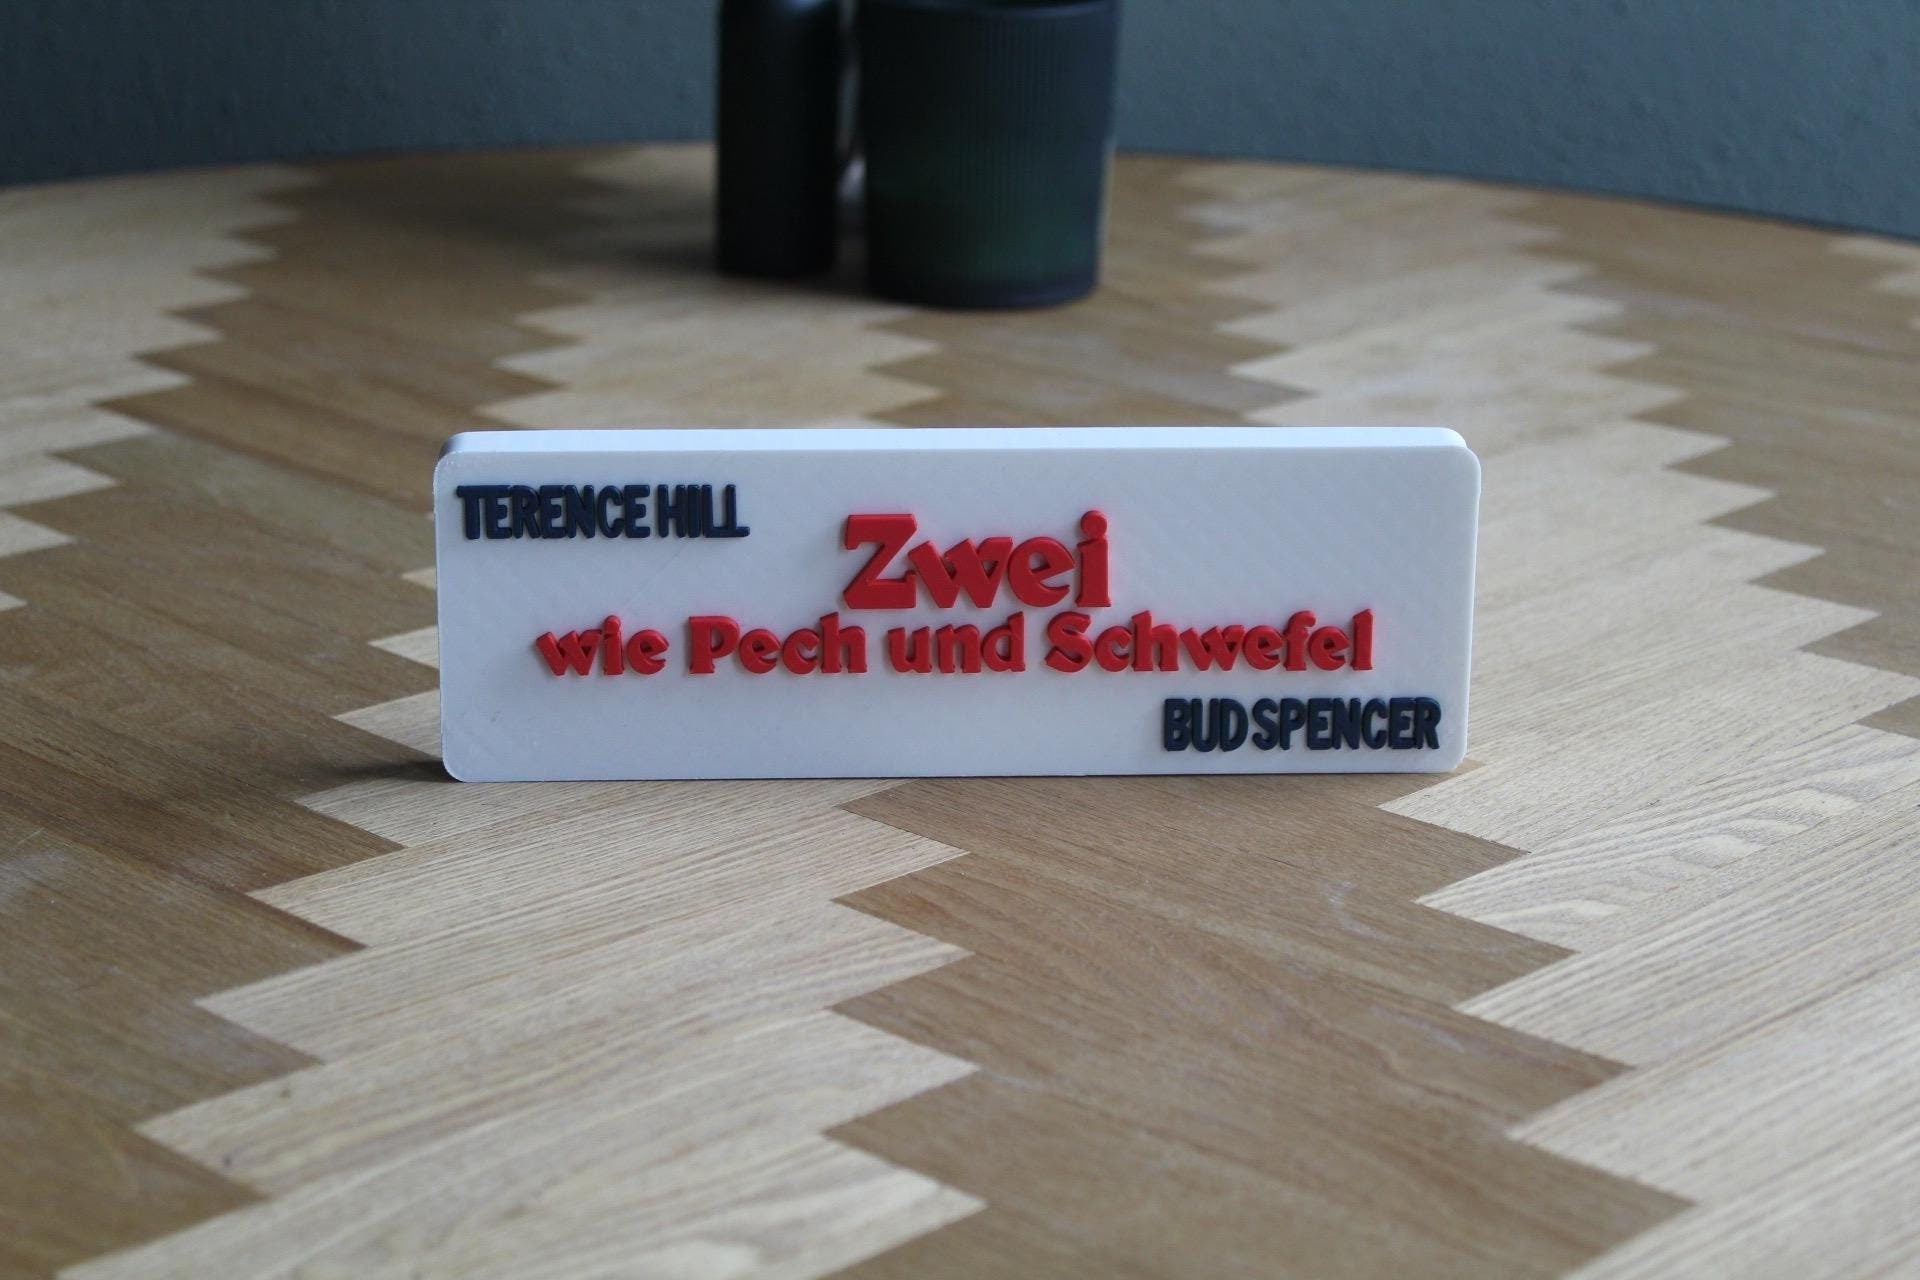 TERENCE HILL
Zwei
wie Pech und Schwefel
BUD SPENCER